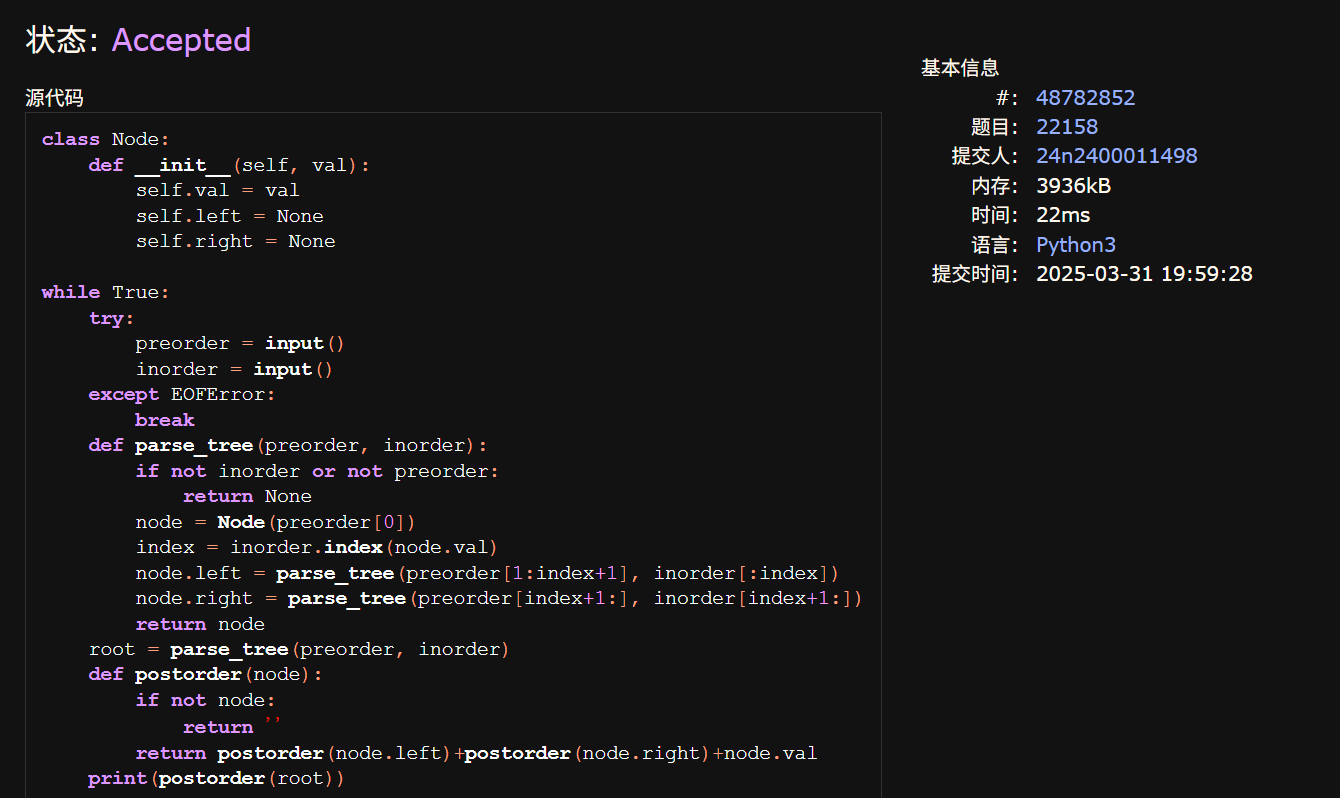 状态: Accepted
源代码
class Node:
    def __init__(self, val):
        self.val = val
        self.left = None
        self.right = None

while True:
    try:
        preorder = input()
        inorder = input()
    except EOFError:
        break
    def parse_tree(preorder, inorder):
        if not inorder or not preorder:
            return None
        node = Node(preorder[0])
        index = inorder.index(node.val)
        node.left = parse_tree(preorder[1:index+1], inorder[:index])
        node.right = parse_tree(preorder[index+1:], inorder[index+1:])
        return node
    root = parse_tree(preorder, inorder)
    def postorder(node):
        if not node:
            return ''
        return postorder(node.left)+postorder(node.right)+node.val
    print(postorder(root))
基本信息
#: 48782852
题目: 22158
提交人: 24n2400011498
内存: 3936kB
时间: 22ms
语言: Python3
提交时间: 2025-03-31 19:59:28